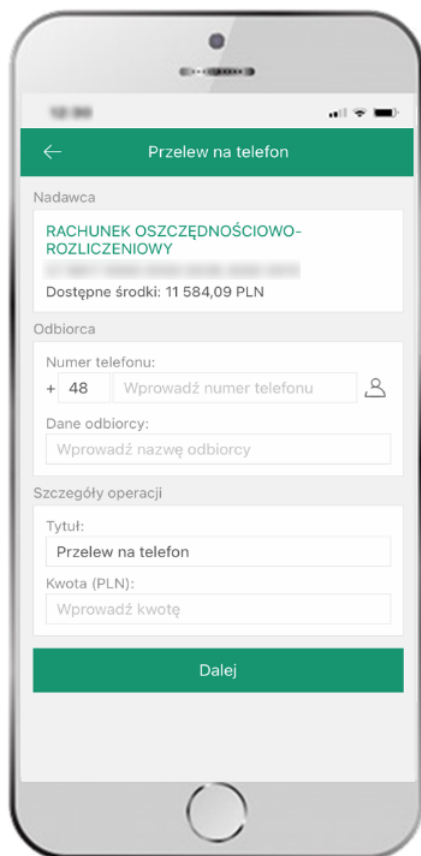 Przelew na telefon
Nadawca
RACHUNEK OSZCZĘDNOŚCIOWO-
ROZLICZENIOWY
Dostępne środki: 11 584,09 PLN
Odbiorca
Numer telefonu:
+ 48 Wprowadź numer telefonu
Dane odbiorcy:
Wprowadź nazwę odbiorcy
Szczegóły operacji
Tytuł:
Przelew na telefon
Kwota (PLN):
Wprowadź kwotę
Dalej